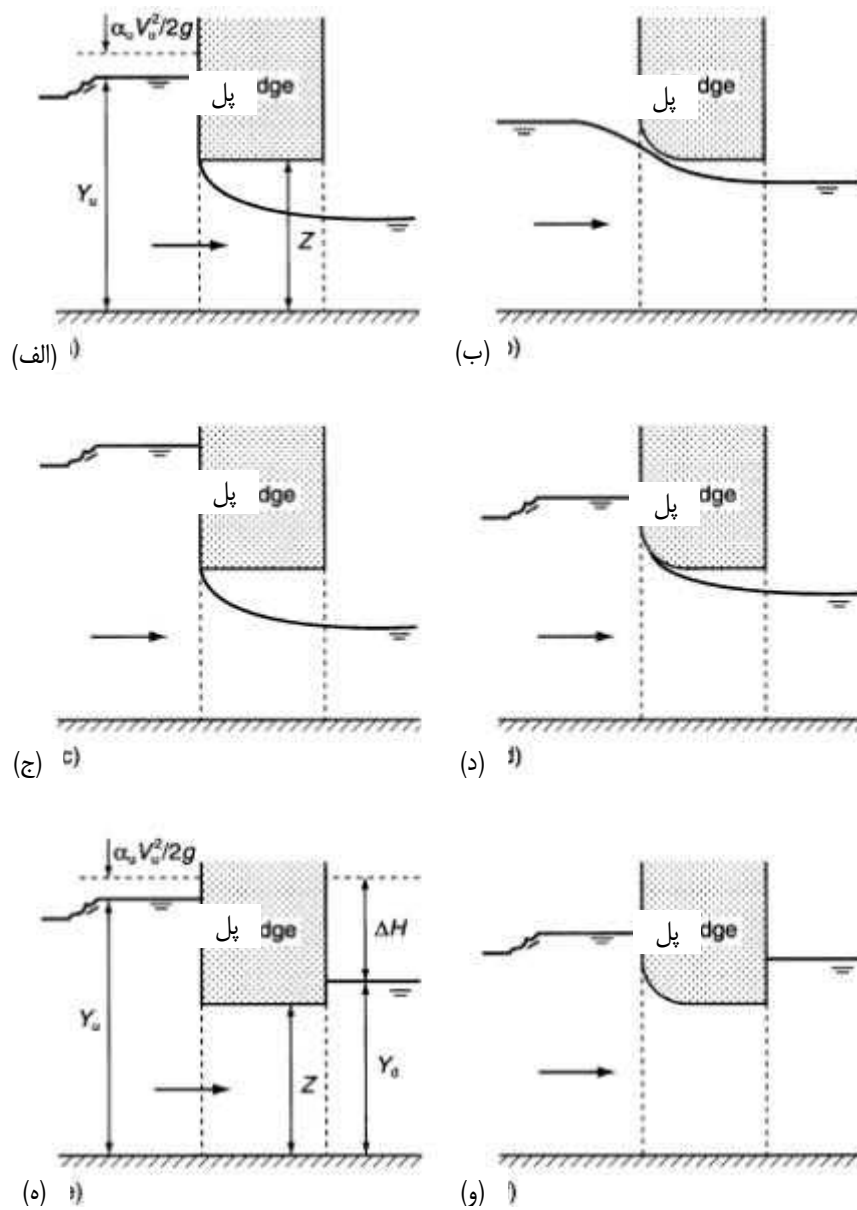 αᵤVᵤ²/2g
پل dge
Yᵤ
Z
(الف)
پل dge
(ب)
پل dge
(ج) c)
پل dge
(د) d)
αᵤVᵤ²/2g
پل dge
ΔH
Yᵤ
Z
Y_d
(ه) e)
پل dge
(و)